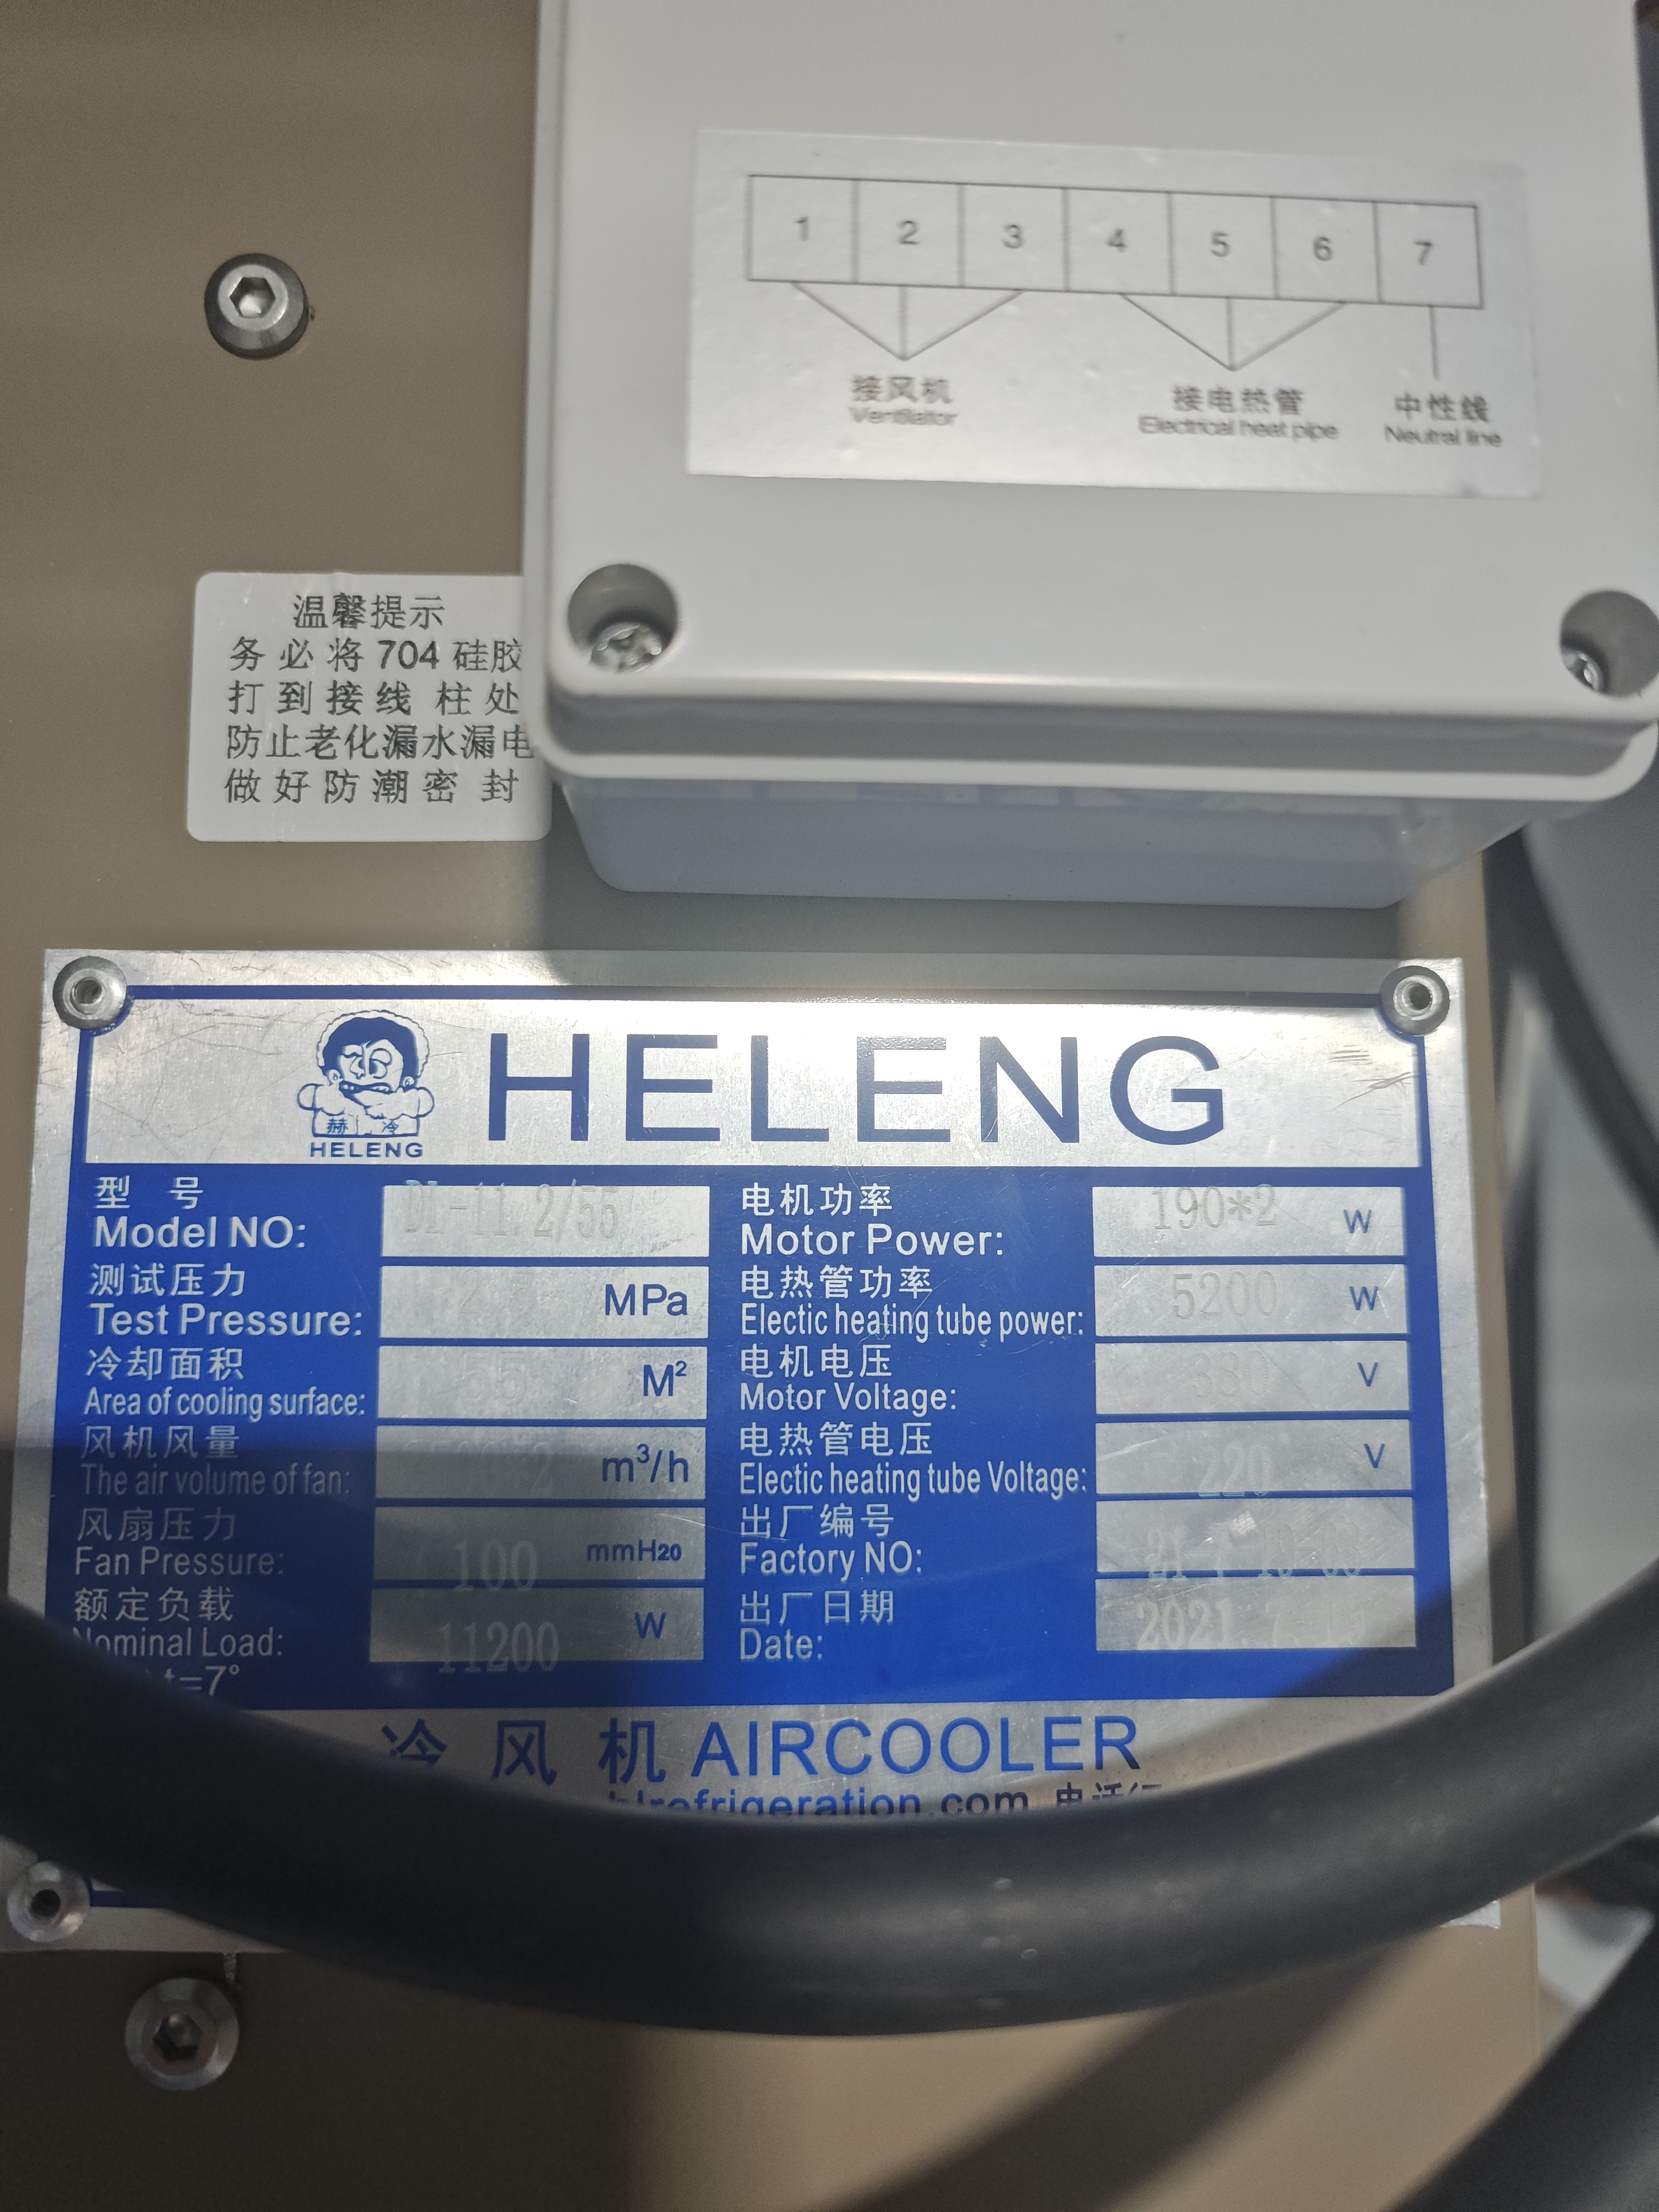 1 2 3 4 5 6 7
接风机 接电热管 中性线
Ventilator Electrical heat pipe Neutral line
温馨提示
务必将704硅胶
打到接线柱处
防止老化漏水漏电
做好防潮密封
赫冷
HELENG
HELENG
型号
Model NO: DL-11.2/55
测试压力
Test Pressure: MPa
冷却面积
Area of cooling surface: 55 M²
风机风量
The air volume of fan: m³/h
风扇压力
Fan Pressure: 100 mmH20
额定负载
Nominal Load: 11200 W
t=7°
电机功率
Motor Power: 190*2 W
电热管功率
Electic heating tube power: 5200 W
电机电压
Motor Voltage: 380 V
电热管电压
Electic heating tube Voltage: 220 V
出厂编号
Factory NO:
出厂日期
Date: 2021.7.
冷风机 AIRCOOLER
hlrefrigeration.com 电话